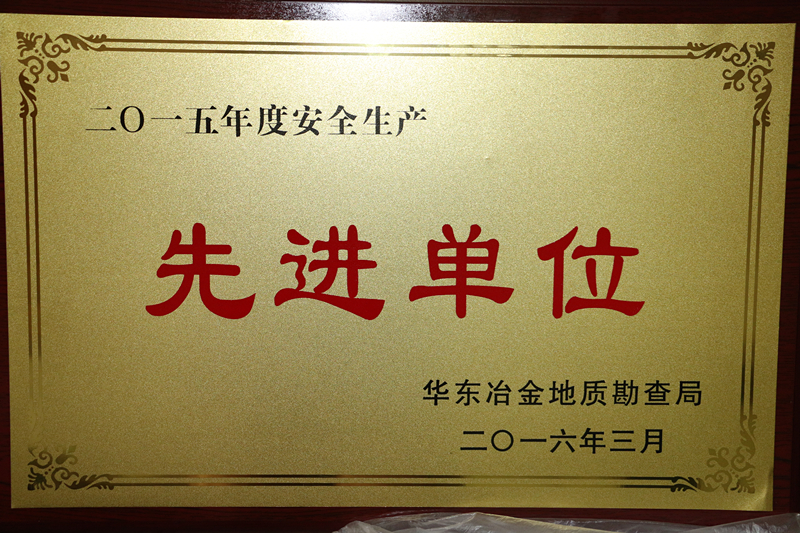 二〇一五年度安全生产
先进单位
华东冶金地质勘查局
二〇一六年三月